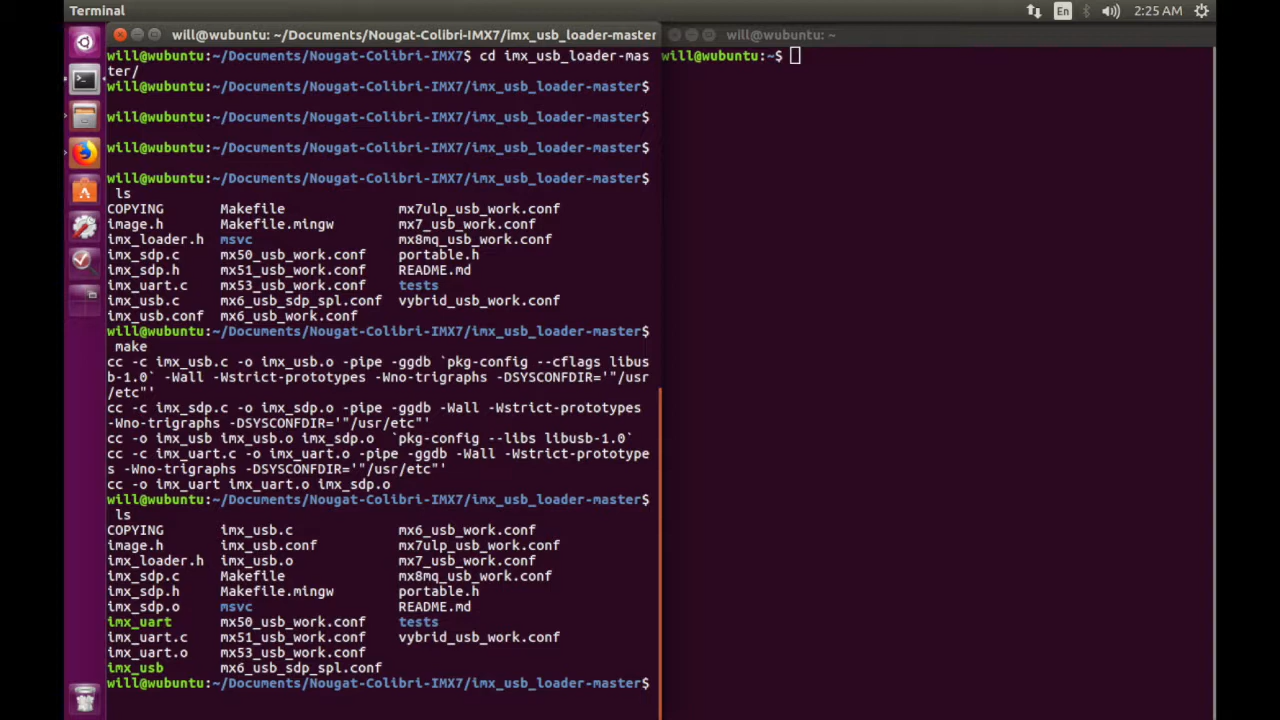 Terminal
En
2:25 AM
will@wubuntu: ~/Documents/Nougat-Colibri-IMX7/imx_usb_loader-master
will@wubuntu: ~
will@wubuntu:~/Documents/Nougat-Colibri-IMX7$ cd imx_usb_loader-mas
ter/
will@wubuntu:~/Documents/Nougat-Colibri-IMX7/imx_usb_loader-master$
will@wubuntu:~/Documents/Nougat-Colibri-IMX7/imx_usb_loader-master$
will@wubuntu:~/Documents/Nougat-Colibri-IMX7/imx_usb_loader-master$
will@wubuntu:~/Documents/Nougat-Colibri-IMX7/imx_usb_loader-master$
ls
COPYING Makefile mx7ulp_usb_work.conf
image.h Makefile.mingw mx7_usb_work.conf
imx_loader.h msvc mx8mq_usb_work.conf
imx_sdp.c mx50_usb_work.conf portable.h
imx_sdp.h mx51_usb_work.conf README.md
imx_uart.c mx53_usb_work.conf tests
imx_usb.c mx6_usb_sdp_spl.conf vybrid_usb_work.conf
imx_usb.conf mx6_usb_work.conf
will@wubuntu:~/Documents/Nougat-Colibri-IMX7/imx_usb_loader-master$
make
cc -c imx_usb.c -o imx_usb.o -pipe -ggdb `pkg-config --cflags libus
b-1.0` -Wall -Wstrict-prototypes -Wno-trigraphs -DSYSCONFDIR='"/usr
/etc"'
cc -c imx_sdp.c -o imx_sdp.o -pipe -ggdb -Wall -Wstrict-prototypes
-Wno-trigraphs -DSYSCONFDIR='"/usr/etc"'
cc -o imx_usb imx_usb.o imx_sdp.o `pkg-config --libs libusb-1.0`
cc -c imx_uart.c -o imx_uart.o -pipe -ggdb -Wall -Wstrict-prototype
s -Wno-trigraphs -DSYSCONFDIR='"/usr/etc"'
cc -o imx_uart imx_uart.o imx_sdp.o
will@wubuntu:~/Documents/Nougat-Colibri-IMX7/imx_usb_loader-master$
ls
COPYING imx_usb.c mx6_usb_work.conf
image.h imx_usb.conf mx7ulp_usb_work.conf
imx_loader.h imx_usb.o mx7_usb_work.conf
imx_sdp.c Makefile mx8mq_usb_work.conf
imx_sdp.h Makefile.mingw portable.h
imx_sdp.o msvc README.md
imx_uart mx50_usb_work.conf tests
imx_uart.c mx51_usb_work.conf vybrid_usb_work.conf
imx_uart.o mx53_usb_work.conf
imx_usb mx6_usb_sdp_spl.conf
will@wubuntu:~/Documents/Nougat-Colibri-IMX7/imx_usb_loader-master$
will@wubuntu:~$